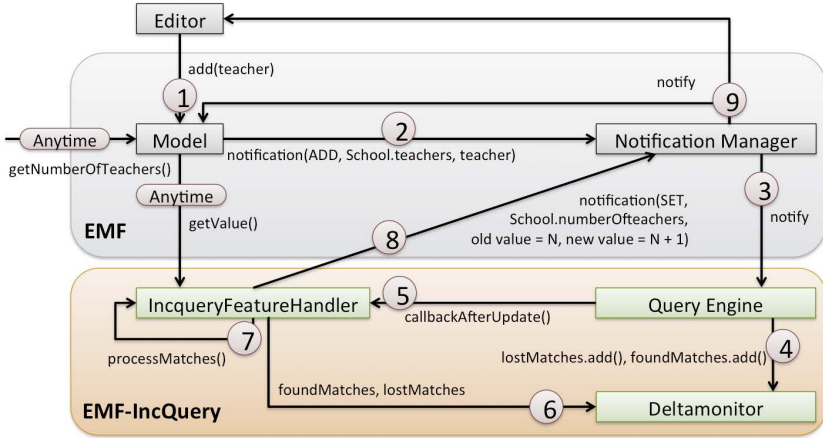 Editor
add(teacher)
1
notify
9
Anytime
Model
2
Notification Manager
getNumberOfTeachers()
notification(ADD, School.teachers, teacher)
Anytime
getValue()
3
notify
notification(SET,
School.numberOfteachers,
old value = N, new value = N + 1)
8
EMF
IncqueryFeatureHandler
5
callbackAfterUpdate()
Query Engine
7
processMatches()
lostMatches.add(), foundMatches.add()
4
foundMatches, lostMatches
6
Deltamonitor
EMF-IncQuery